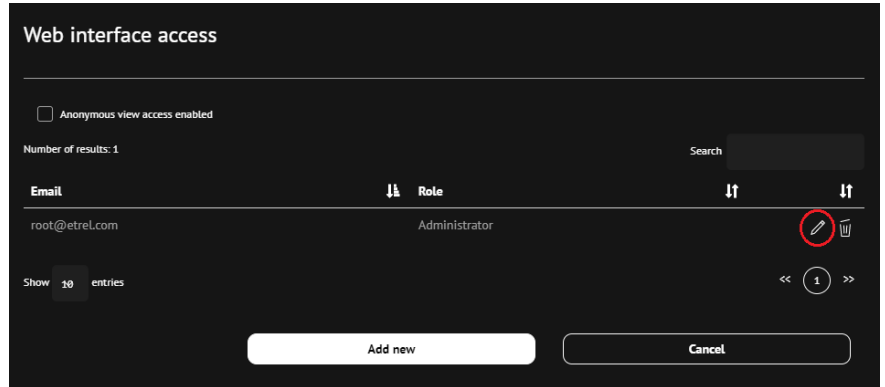 Web interface access
Anonymous view access enabled
Number of results: 1
Search
Email Role
root@etrel.com Administrator
Show 10 entries
<< 1 >>
Add new Cancel